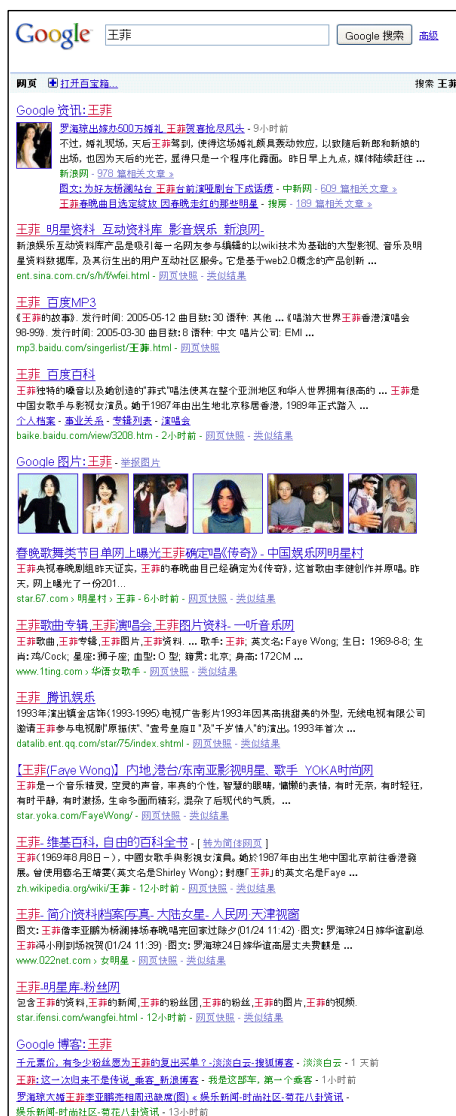 Google 王菲 Google 搜索 高级
网页 打开百宝箱... 搜索 王菲
Google 资讯: 王菲
罗海琼出嫁办500万婚礼 王菲贺喜抢尽风头 - 9小时前
不过, 婚礼现场, 天后王菲驾到, 使得这场婚礼颇具轰动效应, 以致随后新郎和新娘的
出场, 也因为天后的光芒, 显得只是一个程序化露面。昨日早上九点, 媒体陆续赶往 ...
新浪网 - 978 篇相关文章 »
图文: 为好友杨澜站台 王菲台前演哑剧台下成话痨 - 中新网 - 609 篇相关文章 »
王菲春晚曲目选定绽放 因春晚走红的那些明星 - 搜房 - 189 篇相关文章 »
王菲_明星资料_互动资料库_影音娱乐_新浪网-
新浪娱乐互动资料库产品是吸引每一名网友参与编辑的以wiki技术为基础的大型影视、音乐及明
星资料数据库, 及其衍生出的用户互动社区服务。它是基于web2.0概念的产品创新 ...
ent.sina.com.cn/s/h/f/wfei.html - 网页快照 - 类似结果
王菲_百度MP3
《王菲的故事》. 发行时间: 2005-05-12 曲目数: 30 语种: 其他 ... 《唱游大世界王菲香港演唱会
98-99》. 发行时间: 2005-03-30 曲目数: 8 语种: 中文 唱片公司: EMI ...
mp3.baidu.com/singerlist/王菲.html - 网页快照
王菲_百度百科
王菲独特的嗓音以及她创造的"菲式"唱法使其在整个亚洲地区和华人世界拥有很高的 ... 王菲是
中国女歌手与影视女演员。她于1987年由出生地北京移居香港, 1989年正式踏入 ...
个人档案 - 事业关系 - 专辑列表 - 演唱会
baike.baidu.com/view/3208.htm - 2小时前 - 网页快照 - 类似结果
Google 图片: 王菲 - 举报图片
春晚歌舞类节目单网上曝光王菲确定唱《传奇》 - 中国娱乐网明星村
王菲央视春晚剧组昨天证实, 王菲的春晚曲目已经确定为《传奇》, 这首歌由李健创作并原唱。昨
天, 网上曝光了一份201...
star.67.com › 明星村 › 王菲 - 6小时前 - 网页快照 - 类似结果
王菲歌曲专辑,王菲演唱会,王菲图片资料- 一听音乐网
王菲歌曲,王菲专辑,王菲图片,王菲资料. ... 歌手: 王菲; 英文名: Faye Wong; 生日: 1969-8-8; 生
肖: 鸡/Cock; 星座: 狮子座; 血型: O 型; 籍贯: 北京; 身高: 172CM ...
www.1ting.com › 华语女歌手 - 网页快照 - 类似结果
王菲_腾讯娱乐
1993年演出镇金店饰(1993-1995) 电视广告影片1993年因其高挑甜美的外型, 无线电视有限公司
邀请王菲参与电视剧"原振侠"、"壹号皇庭Ⅱ"及"千岁情人"的演出。1993年首次 ...
datalib.ent.qq.com/star/75/index.shtml - 网页快照 - 类似结果
【王菲(Faye Wong)】_内地,港台/东南亚影视明星、歌手_YOKA时尚网
王菲是一个音乐精灵, 空灵的声音, 率真的个性, 智慧的眼睛, 慵懒的表情, 有时无奈, 有时轻狂,
有时平静, 有时激扬, 生命多面而精彩, 混杂了后现代的气质, ...
star.yoka.com/FayeWong/ - 网页快照 - 类似结果
王菲 - 维基百科，自由的百科全书 - [ 转为简体网页 ]
王菲(1969年8月8日－), 中國女歌手與影視女演員。她於1987年由出生地中國北京前往香港發
展。曾使用藝名王靖雯(英文名是Shirley Wong); 對應「王菲」的英文名是Faye ...
zh.wikipedia.org/wiki/王菲 - 12小时前 - 网页快照 - 类似结果
王菲- 简介|资料|档案|写真- 大陆女星- 人民网·天津视窗
图文: 王菲偕李亚鹏为杨澜捧场春晚唱完回家过除夕(01/24 11:42) ·图文: 罗海琼24日嫁华谊副总
王菲冯小刚到场祝贺(01/24 11:39) ·图文: 罗海琼24日嫁华谊高层丈夫费麒是 ...
www.022net.com › 女明星 - 网页快照 - 类似结果
王菲-明星库-粉丝网
包含王菲的资料,王菲的新闻,王菲的粉丝团,王菲的粉丝,王菲的图片,王菲的视频.
star.ifensi.com/wangfei.html - 12小时前 - 网页快照 - 类似结果
Google 博客: 王菲
千元票价, 有多少粉丝愿为王菲的复出买单？-淡淡白云-搜狐博客 - 淡淡白云 - 1 天前
王菲: 这一次归来不是传说_乘客_新浪博客 - 我是这部车, 第一个乘客 - 1小时前
罗海琼大婚王菲李亚鹏亮相周迅缺席(图) « 娱乐新闻-时尚社区-菊花八卦资讯 -
娱乐新闻-时尚社区-菊花八卦资讯 - 13小时前